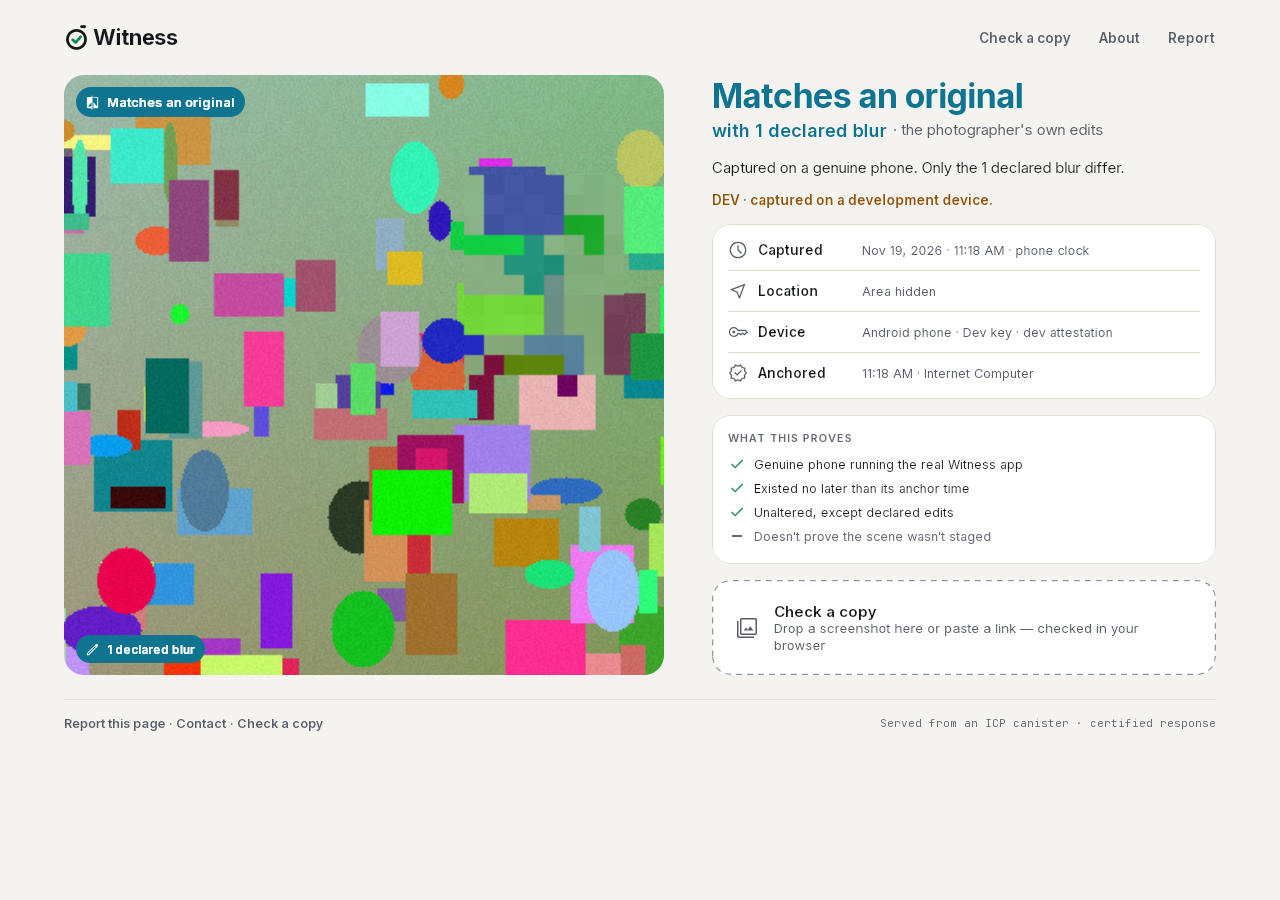 Witness
Check a copy
About
Report
Matches an original
1 declared blur
Matches an original
with 1 declared blur · the photographer's own edits
Captured on a genuine phone. Only the 1 declared blur differ.
DEV · captured on a development device.
Captured Nov 19, 2026 · 11:18 AM · phone clock
Location Area hidden
Device Android phone · Dev key · dev attestation
Anchored 11:18 AM · Internet Computer
WHAT THIS PROVES
Genuine phone running the real Witness app
Existed no later than its anchor time
Unaltered, except declared edits
Doesn't prove the scene wasn't staged
Check a copy
Drop a screenshot here or paste a link — checked in your
browser
Report this page · Contact · Check a copy
Served from an ICP canister · certified response